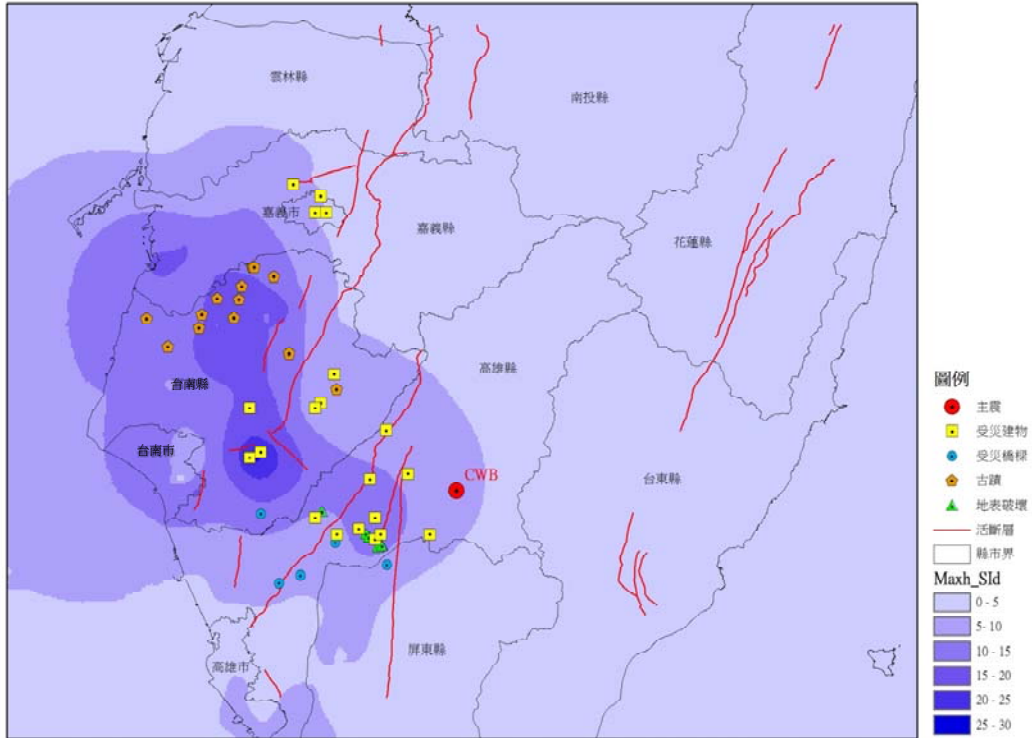 雲林縣
南投縣
嘉義市
嘉義縣
花蓮縣
高雄縣
台南縣
台南市
CWB
台東縣
屏東縣
高雄市
圖例
主震
受災建物
受災橋樑
古蹟
地表破壞
活斷層
縣市界
Maxh_SId
0 - 5
5- 10
10 - 15
15 - 20
20 - 25
25 - 30